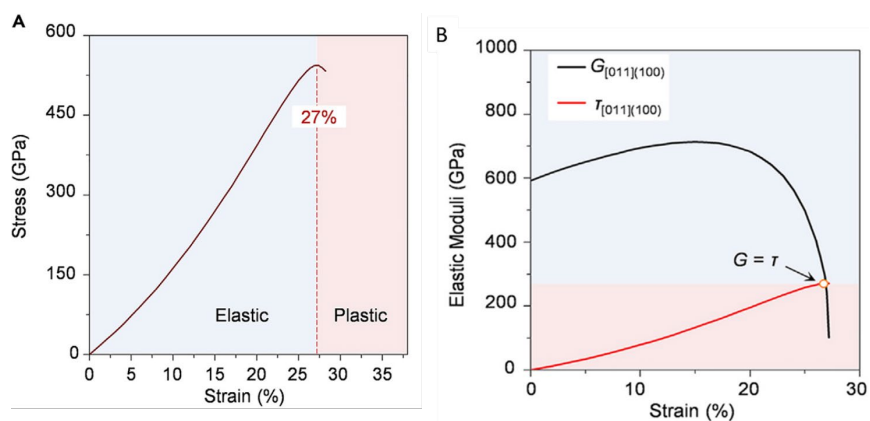 A
600
450
300
150
0
Stress (GPa)
27%
Elastic
Plastic
0 5 10 15 20 25 30 35
Strain (%)
B
1000
800
600
400
200
0
Elastic Moduli (GPa)
G[011](100)
τ[011](100)
G = τ
0 10 20 30
Strain (%)